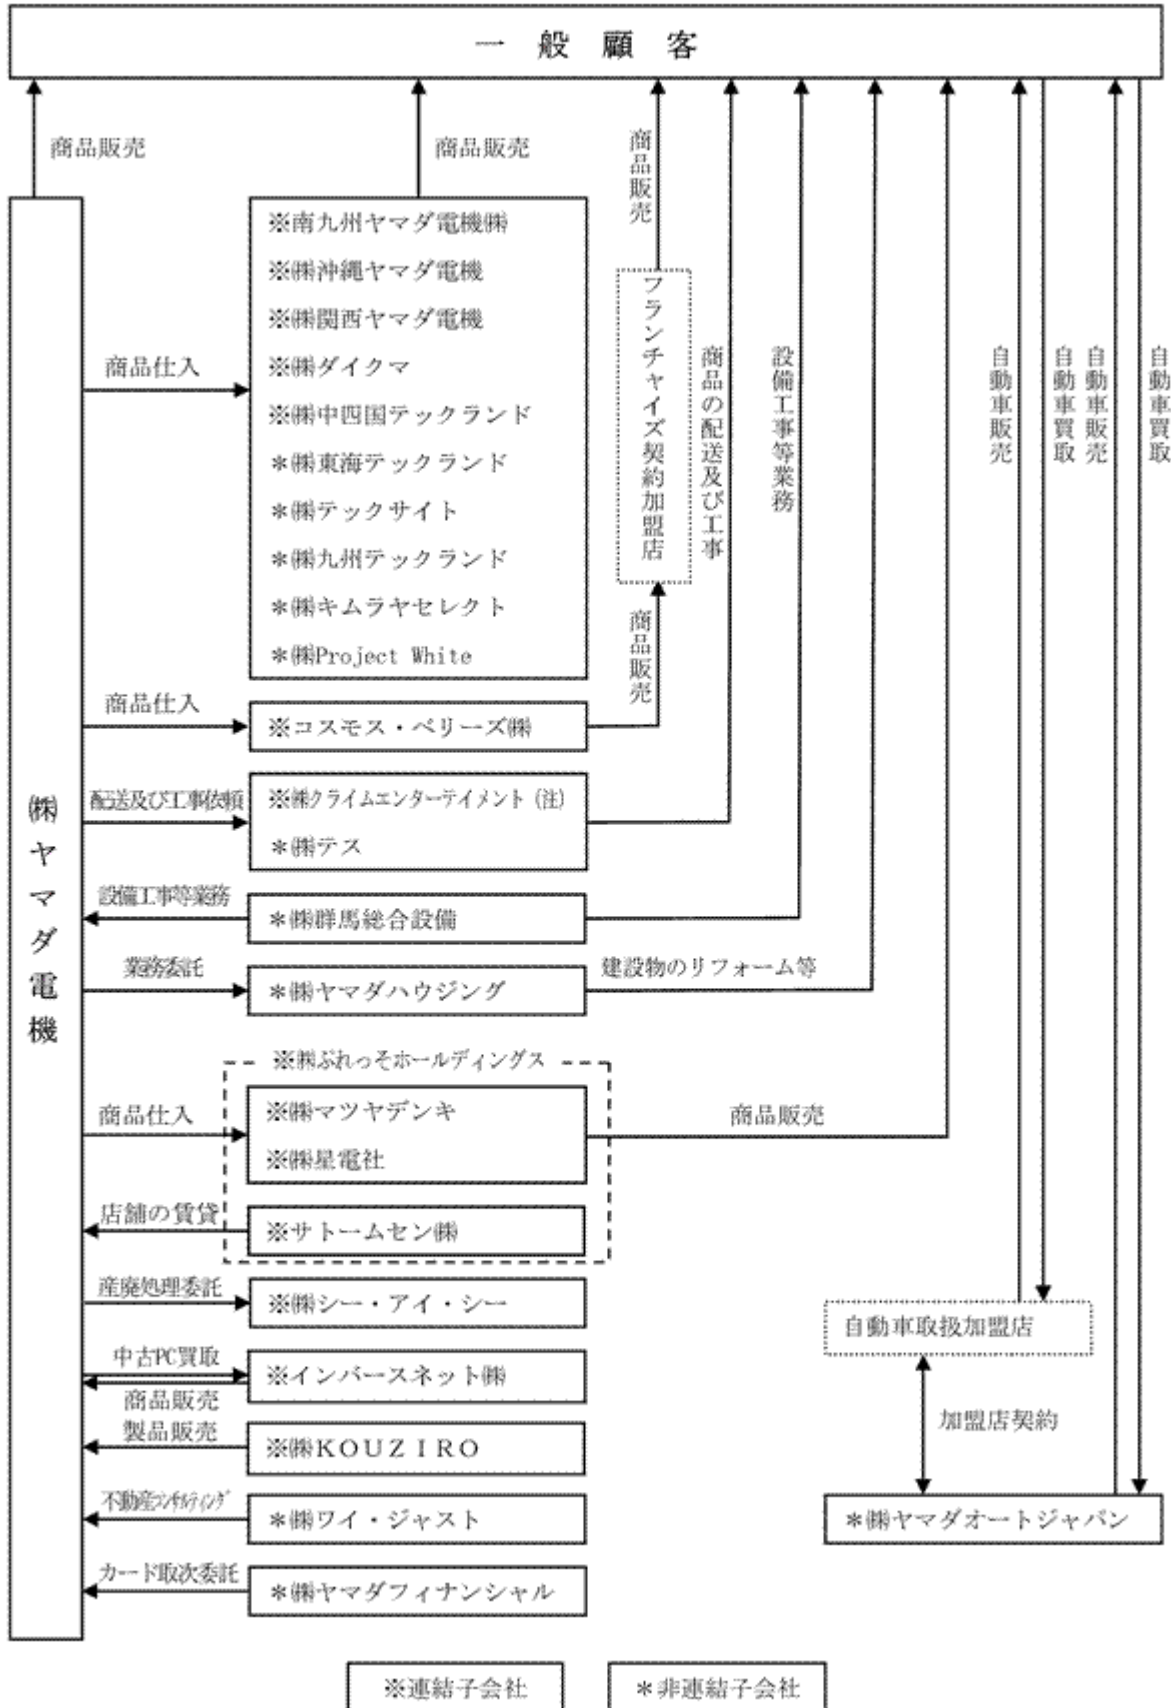 一般顧客
商品販売
商品販売
商品販売
㈱ヤマダ電機
商品仕入
※南九州ヤマダ電機㈱
※㈱沖縄ヤマダ電機
※㈱関西ヤマダ電機
※㈱ダイクマ
※㈱中四国テックランド
*㈱東海テックランド
*㈱テックサイト
*㈱九州テックランド
*㈱キムラヤセレクト
*㈱Project White
フランチャイズ契約加盟店
商品の配送及び工事
設備工事等業務
自動車販売
自動車買取
自動車販売
自動車買取
商品販売
商品仕入
※コスモス・ベリーズ㈱
配送及び工事依頼
※㈱クライムエンターテイメント（注）
*㈱テス
設備工事等業務
*㈱群馬総合設備
業務委託
*㈱ヤマダハウジング
建設物のリフォーム等
※㈱ぷれっそホールディングス
商品仕入
※㈱マツヤデンキ
※㈱星電社
商品販売
店舗の賃貸
※サトームセン㈱
産廃処理委託
※㈱シー・アイ・シー
自動車取扱加盟店
中古PC買取
※インバースネット㈱
商品販売
製品販売
※㈱ＫＯＵＺＩＲＯ
加盟店契約
不動産コンサルティング
*㈱ワイ・ジャスト
*㈱ヤマダオートジャパン
カード取次委託
*㈱ヤマダフィナンシャル
※連結子会社
*非連結子会社